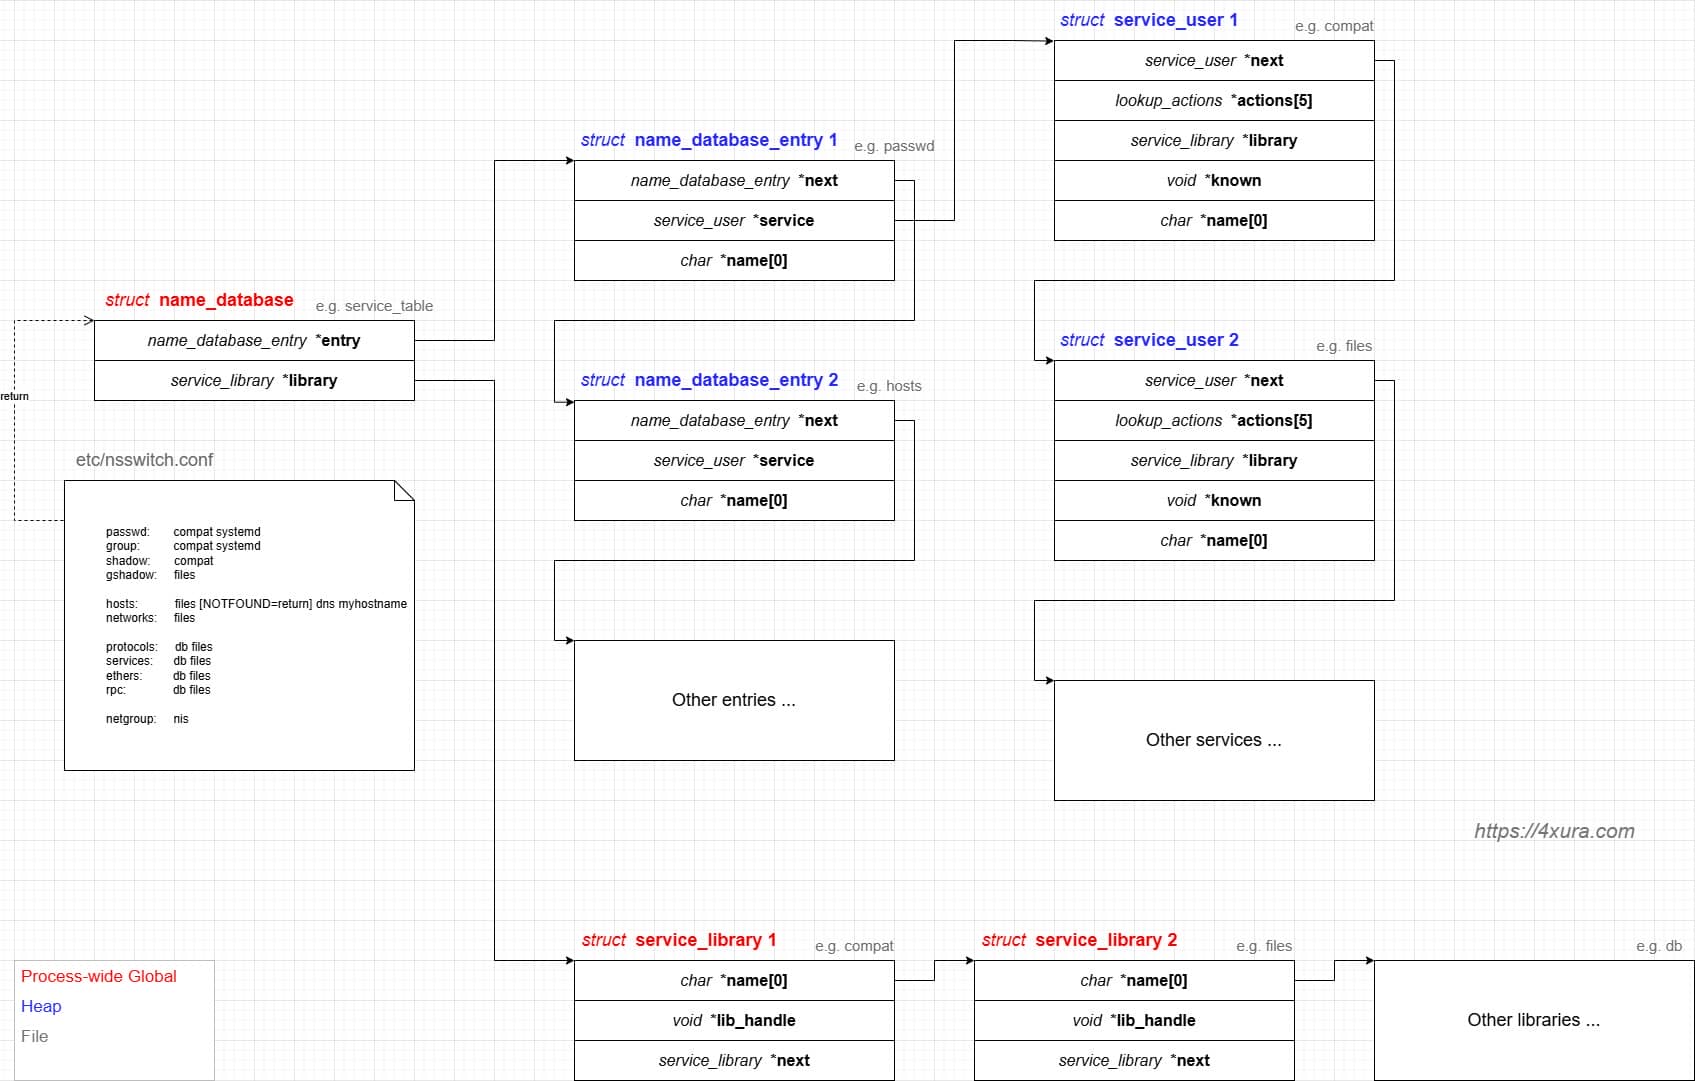 struct service_user 1
e.g. compat
service_user *next
lookup_actions *actions[5]
service_library *library
void *known
char *name[0]
struct name_database_entry 1
e.g. passwd
name_database_entry *next
service_user *service
char *name[0]
struct name_database
e.g. service_table
name_database_entry *entry
service_library *library
return
struct service_user 2
e.g. files
service_user *next
lookup_actions *actions[5]
service_library *library
void *known
char *name[0]
struct name_database_entry 2
e.g. hosts
name_database_entry *next
service_user *service
char *name[0]
etc/nsswitch.conf
passwd: compat systemd
group: compat systemd
shadow: compat
gshadow: files
hosts: files [NOTFOUND=return] dns myhostname
networks: files
protocols: db files
services: db files
ethers: db files
rpc: db files
netgroup: nis
Other entries ...
Other services ...
https://4xura.com
struct service_library 1
e.g. compat
char *name[0]
void *lib_handle
service_library *next
struct service_library 2
e.g. files
char *name[0]
void *lib_handle
service_library *next
e.g. db
Other libraries ...
Process-wide Global
Heap
File